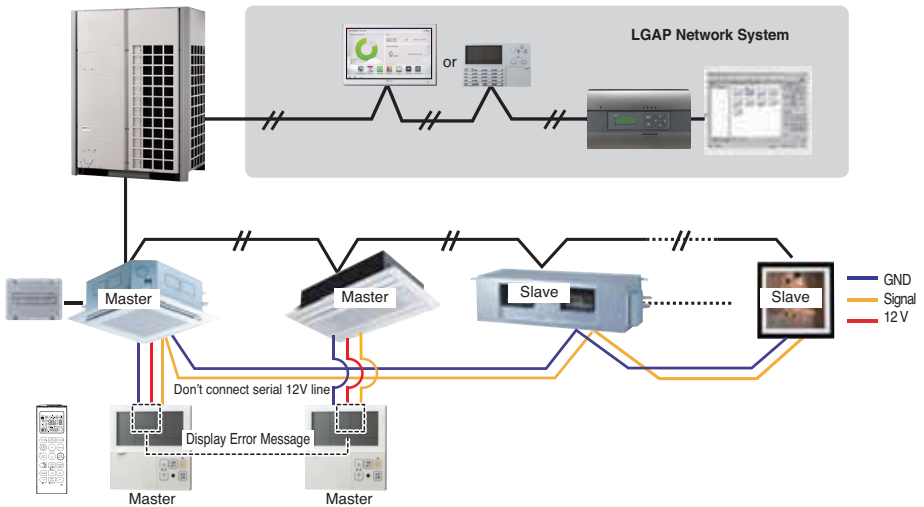 LGAP Network System
or
Master
Master
Slave
Slave
GND
Signal
12 V
Don't connect serial 12V line
Display Error Message
Master
Master